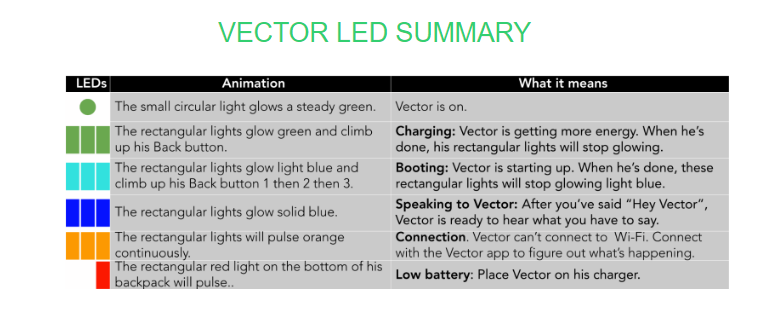 VECTOR LED SUMMARY
LEDs Animation What it means
The small circular light glows a steady green. Vector is on.
The rectangular lights glow green and climb
up his Back button.
Charging: Vector is getting more energy. When he's
done, his rectangular lights will stop glowing.
The rectangular lights glow light blue and
climb up his Back button 1 then 2 then 3.
Booting: Vector is starting up. When he's done, these
rectangular lights will stop glowing light blue.
The rectangular lights glow solid blue.
Speaking to Vector: After you've said "Hey Vector",
Vector is ready to hear what you have to say.
The rectangular lights will pulse orange
continuously.
Connection. Vector can't connect to Wi-Fi. Connect
with the Vector app to figure out what's happening.
The rectangular red light on the bottom of his
backpack will pulse..
Low battery: Place Vector on his charger.